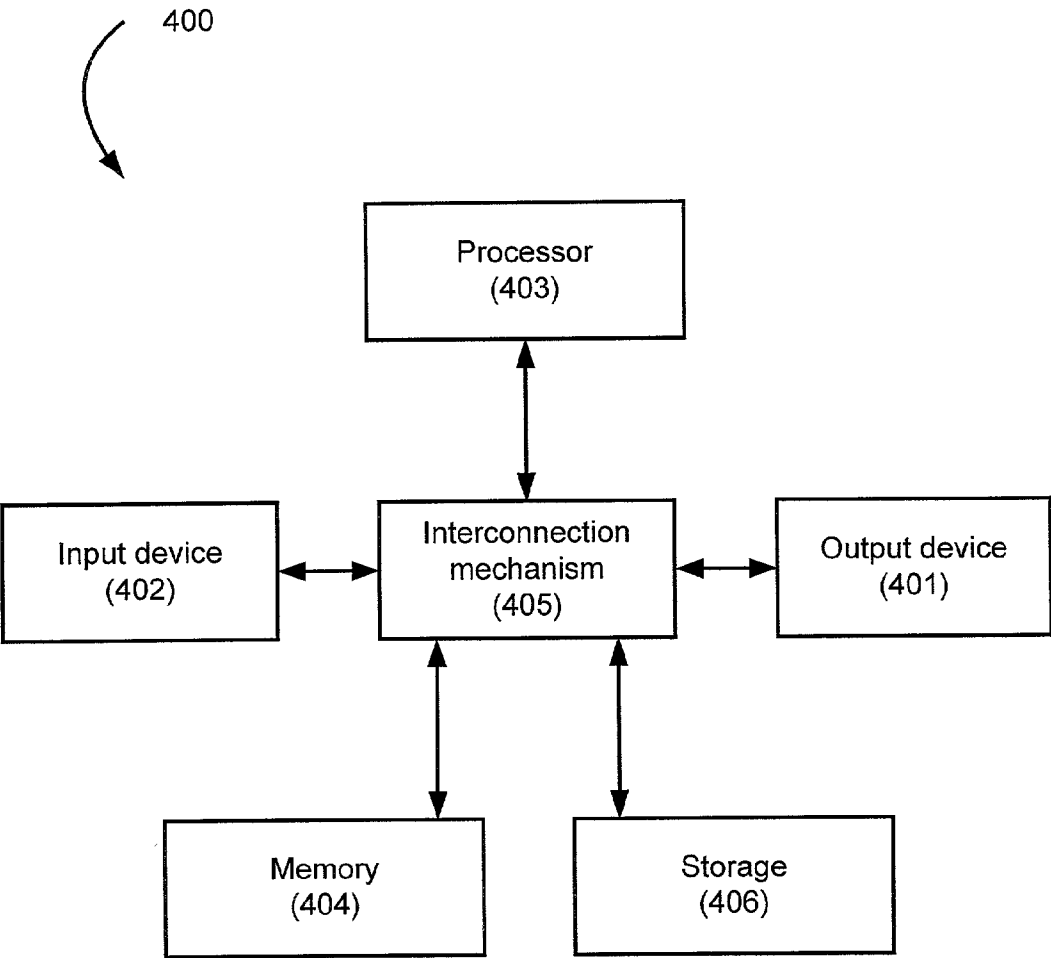 400
Processor
(403)
Input device
(402)
Interconnection
mechanism
(405)
Output device
(401)
Memory
(404)
Storage
(406)